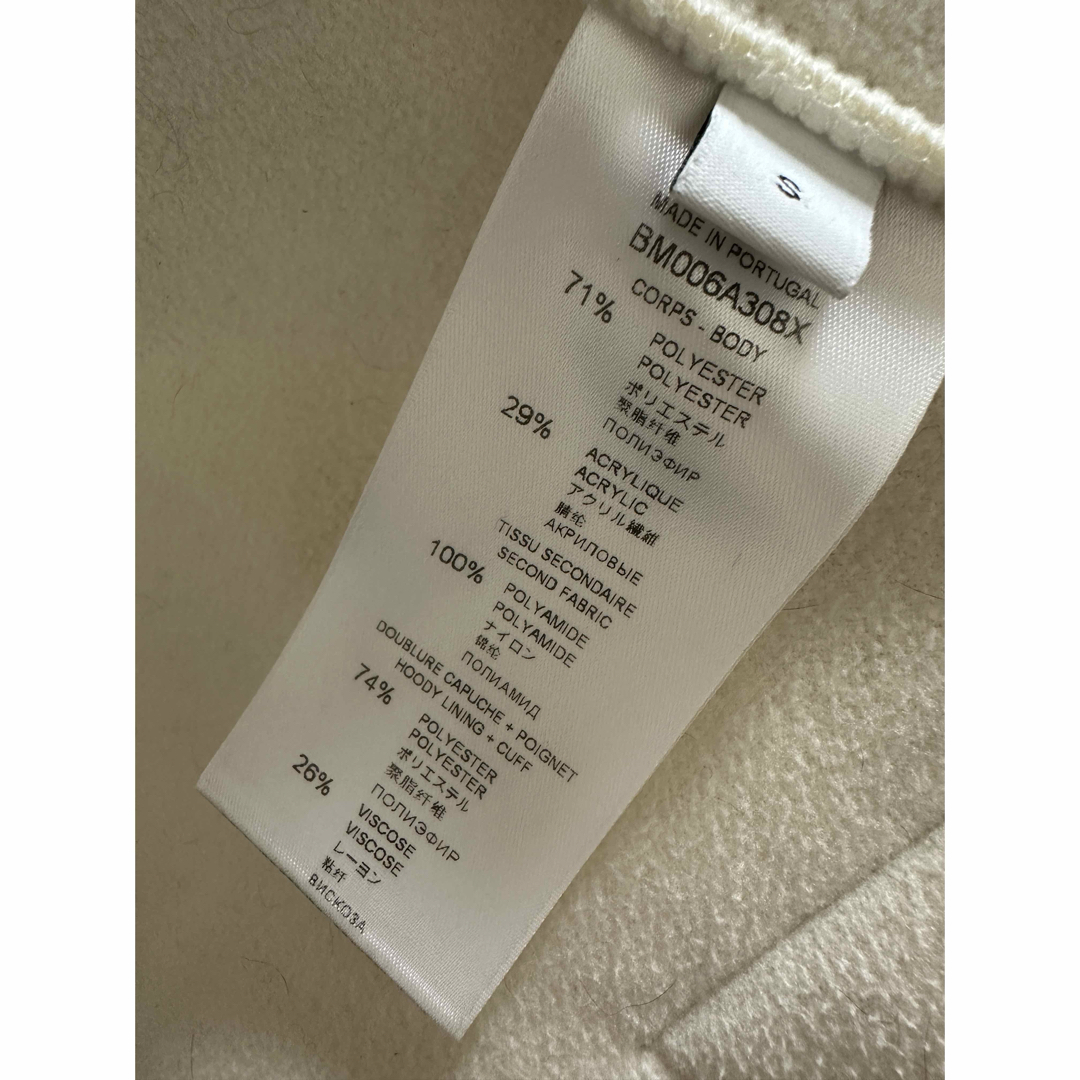 S
MADE IN PORTUGAL
BM006A308X
CORPS - BODY
71%
POLYESTER
POLYESTER
ポリエステル
聚脂纤维
ПОЛИЭФИР
29%
ACRYLIQUE
ACRYLIC
アクリル繊維
腈纶
АКРИЛОВЫЕ
TISSU SECONDAIRE
SECOND FABRIC
100%
POLYAMIDE
POLYAMIDE
ナイロン
锦纶
ПОЛИАМИД
DOUBLURE CAPUCHE + POIGNET
HOODY LINING + CUFF
74%
POLYESTER
POLYESTER
ポリエステル
聚脂纤维
ПОЛИЭФИР
26%
VISCOSE
VISCOSE
レーヨン
粘纤
ВИСКОЗА